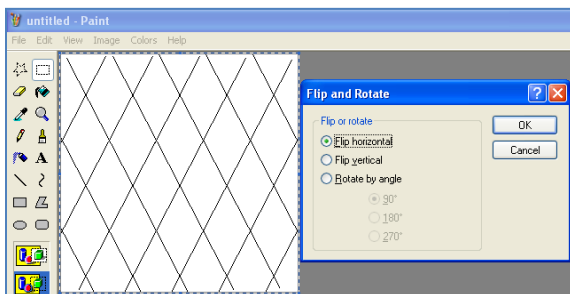 untitled - Paint
File Edit View Image Colors Help
A
Flip and Rotate
Flip or rotate
Flip horizontal
Flip vertical
Rotate by angle
90°
180°
270°
OK
Cancel